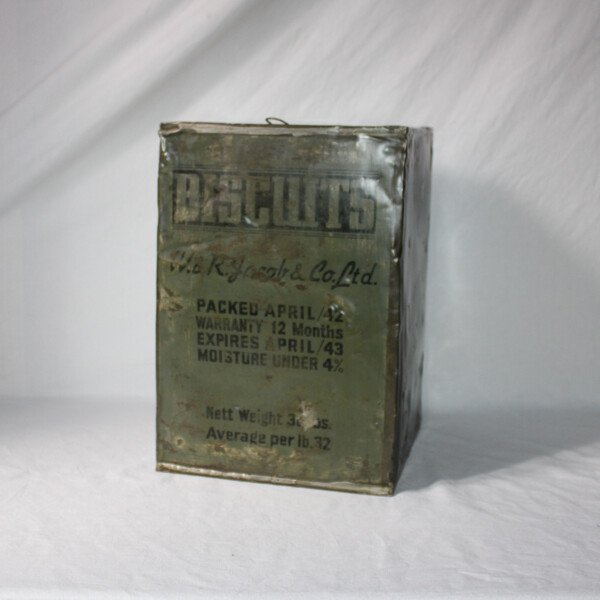 BISCUITS
W. & R. Jacob & Co. Ltd.
PACKED APRIL/42
WARRANTY 12 Months
EXPIRES APRIL/43
MOISTURE UNDER 4%
Nett Weight lbs.
Average per lb. 32